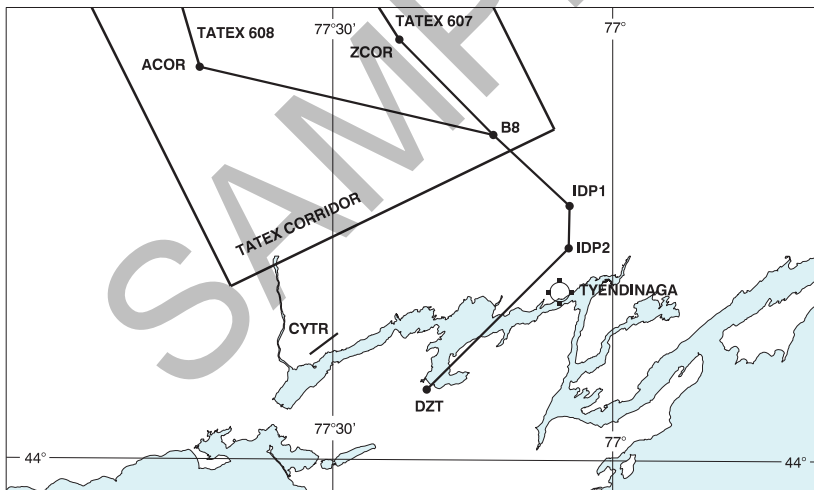 TATEX 608
77°30'
TATEX 607
77°
ACOR
ZCOR
B8
IDP1
TATEX CORRIDOR
IDP2
TYENDINAGA
CYTR
DZT
77°30'
77°
44°
44°